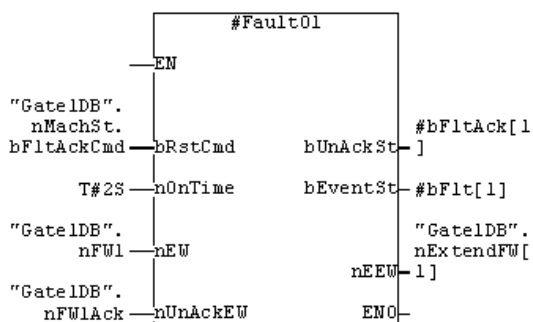 #Fault01
EN
"Gate1DB".
nMachSt.
bFltAckCmd
bRstCmd
bUnAckSt
#bFltAck[1
]
T#2S
nOnTime
bEventSt
#bFlt[1]
"Gate1DB".
nFW1
nEW
nEEW
"Gate1DB".
nExtendFW[
1]
"Gate1DB".
nFW1Ack
nUnAckEW
ENO